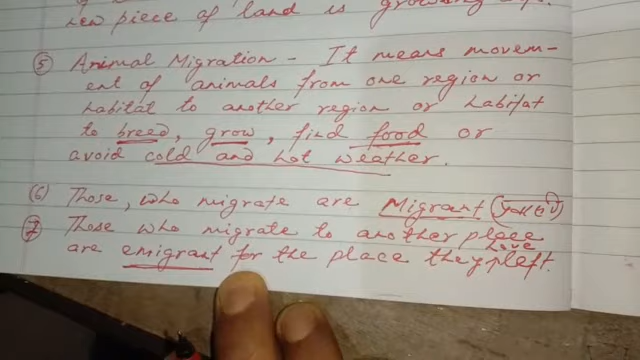 new piece of land is growing
⑤ Animal Migration - It means movem-
ent of animals from one region or
habitat to another region or habitat
to breed, grow, find food or
avoid cold and hot weather.
(6) Those, who migrate are Migrant
⑦ Those who migrate to another place
are emigrant for the place they have left.